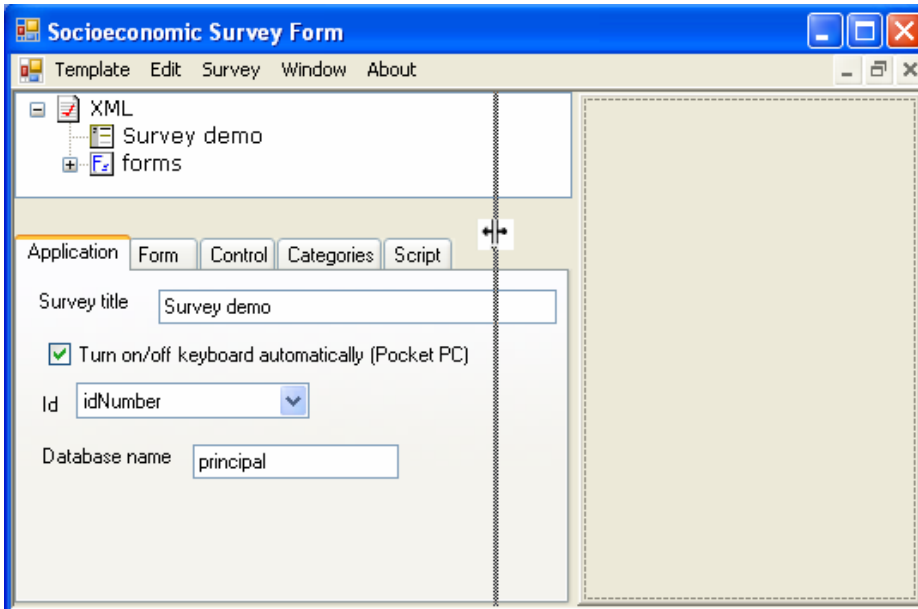 Socioeconomic Survey Form
Template Edit Survey Window About
XML
Survey demo
forms
Application Form Control Categories Script
Survey title Survey demo
Turn on/off keyboard automatically (Pocket PC)
Id idNumber
Database name principal